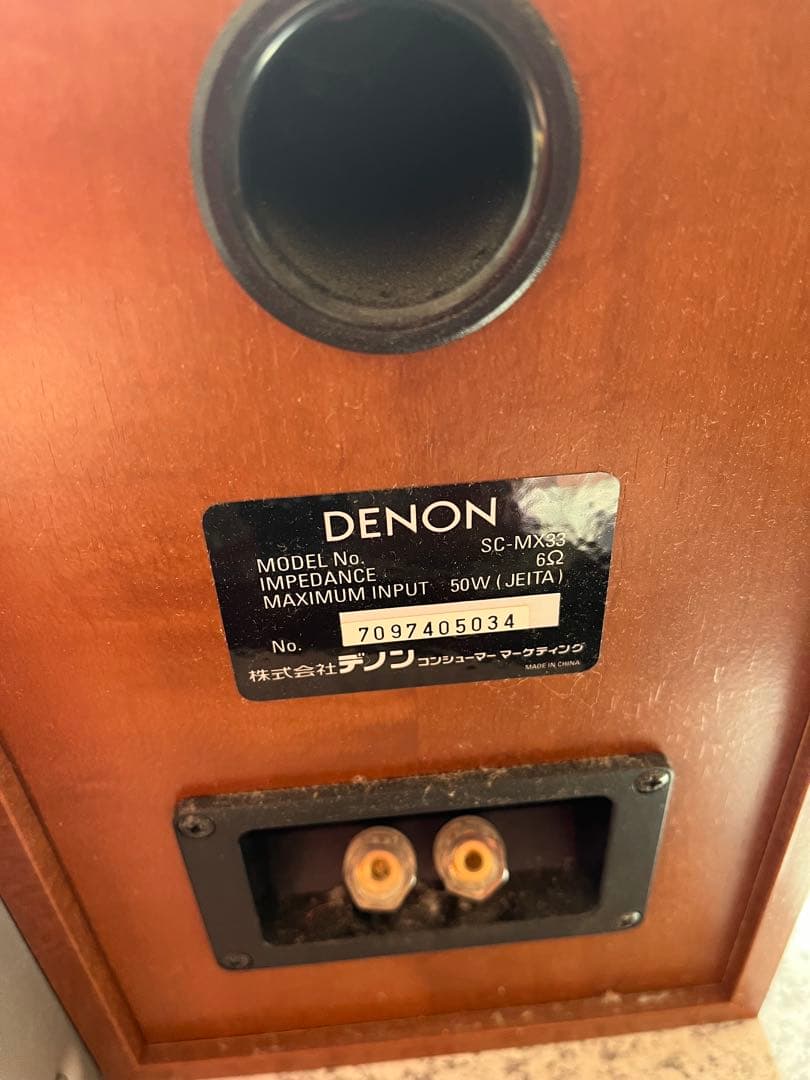 DENON
MODEL No. SC-MX33
IMPEDANCE 6Ω
MAXIMUM INPUT 50W (JEITA)
No. 7097405034
株式会社デノン コンシューマー マーケティング
MADE IN CHINA